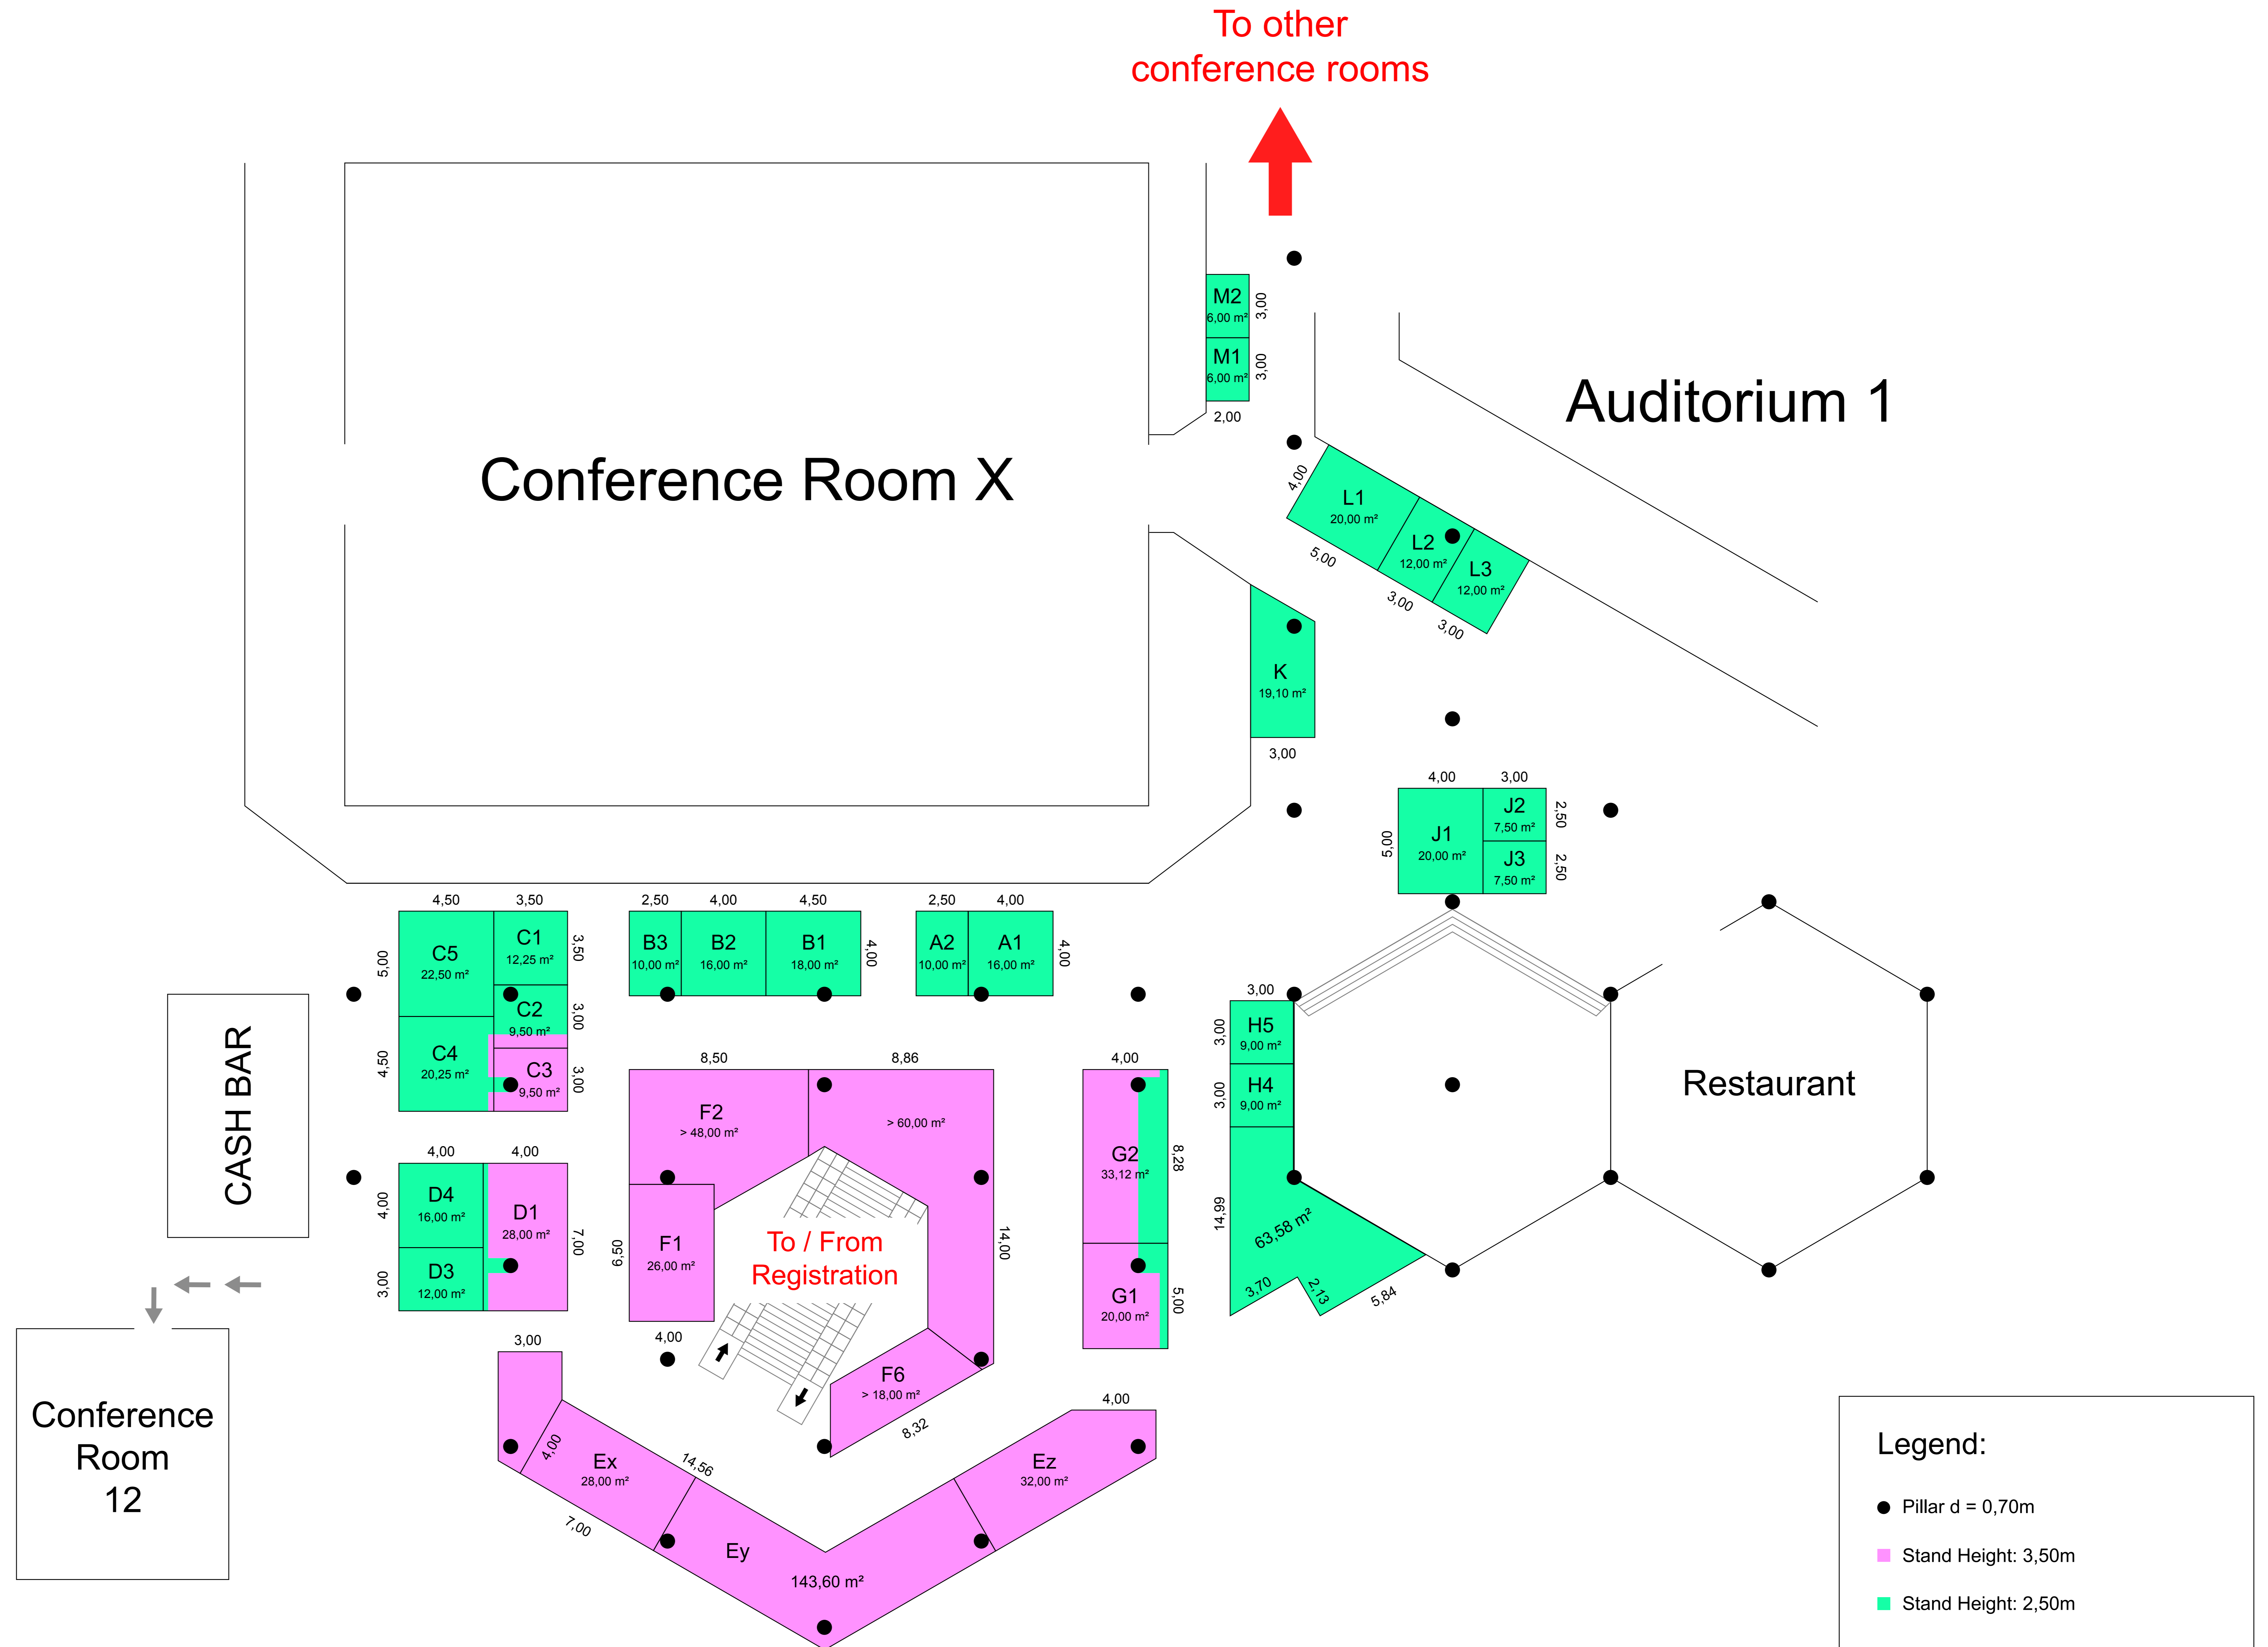 To other
conference rooms
M2
6,00 m²
3,00
M1
6,00 m²
3,00
2,00
Auditorium 1
Conference Room X
4,00
L1
20,00 m²
5,00
L2
12,00 m²
3,00
L3
12,00 m²
3,00
K
19,10 m²
3,00
4,00 3,00
5,00
J1
20,00 m²
J2
7,50 m²
2,50
J3
7,50 m²
2,50
4,50 3,50
5,00
C5
22,50 m²
C1
12,25 m²
3,50
C2
9,50 m²
3,00
4,50
C4
20,25 m²
C3
9,50 m²
3,00
2,50 4,00 4,50
B3
10,00 m²
B2
16,00 m²
B1
18,00 m²
4,00
2,50 4,00
A2
10,00 m²
A1
16,00 m²
4,00
CASH BAR
3,00
3,00
H5
9,00 m²
3,00
H4
9,00 m²
14,99
63,58 m²
3,70
2,13
5,84
Restaurant
8,50 8,86
F2
> 48,00 m²
> 60,00 m²
4,00
G2
33,12 m²
8,28
G1
20,00 m²
5,00
4,00 4,00
4,00
D4
16,00 m²
D1
28,00 m²
7,00
3,00
D3
12,00 m²
6,50
F1
26,00 m²
4,00
To / From
Registration
14,00
F6
> 18,00 m²
8,32
3,00
4,00
Ex
28,00 m²
14,56
7,00
Ey
143,60 m²
4,00
Ez
32,00 m²
Conference
Room
12
Legend:
Pillar d = 0,70m
Stand Height: 3,50m
Stand Height: 2,50m